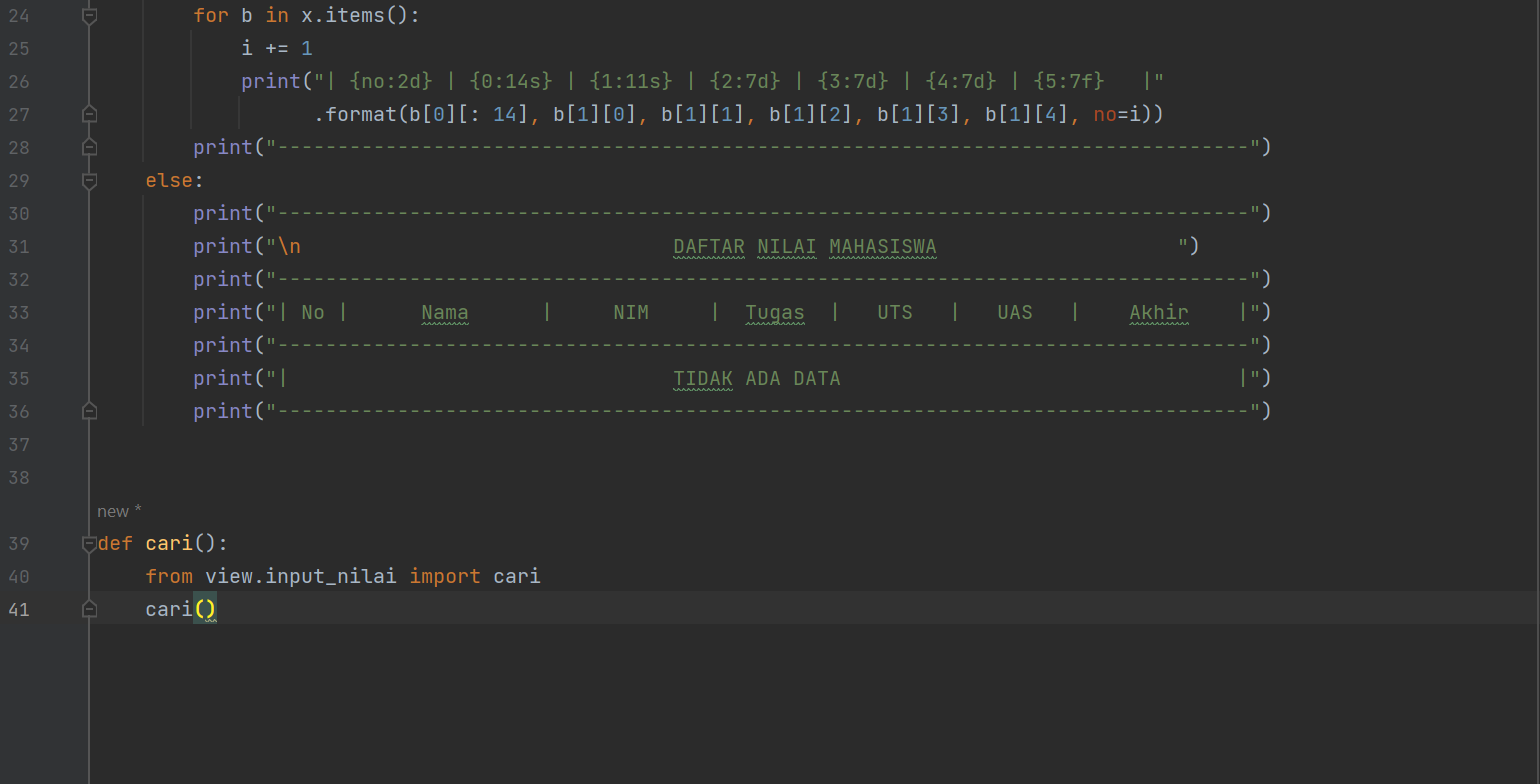 24 for b in x.items():
25 i += 1
26 print("| {no:2d} | {0:14s} | {1:11s} | {2:7d} | {3:7d} | {4:7d} | {5:7f}   |"
27 .format(b[0][: 14], b[1][0], b[1][1], b[1][2], b[1][3], b[1][4], no=i))
28 print("---------------------------------------------------------------------------------")
29 else:
30 print("---------------------------------------------------------------------------------")
31 print("\n                               DAFTAR NILAI MAHASISWA                    ")
32 print("---------------------------------------------------------------------------------")
33 print("| No |      Nama      |     NIM     |  Tugas  |   UTS   |   UAS   |    Akhir    |")
34 print("---------------------------------------------------------------------------------")
35 print("|                                TIDAK ADA DATA                                 |")
36 print("---------------------------------------------------------------------------------")
37
38
new *
39 def cari():
40 from view.input_nilai import cari
41 cari()